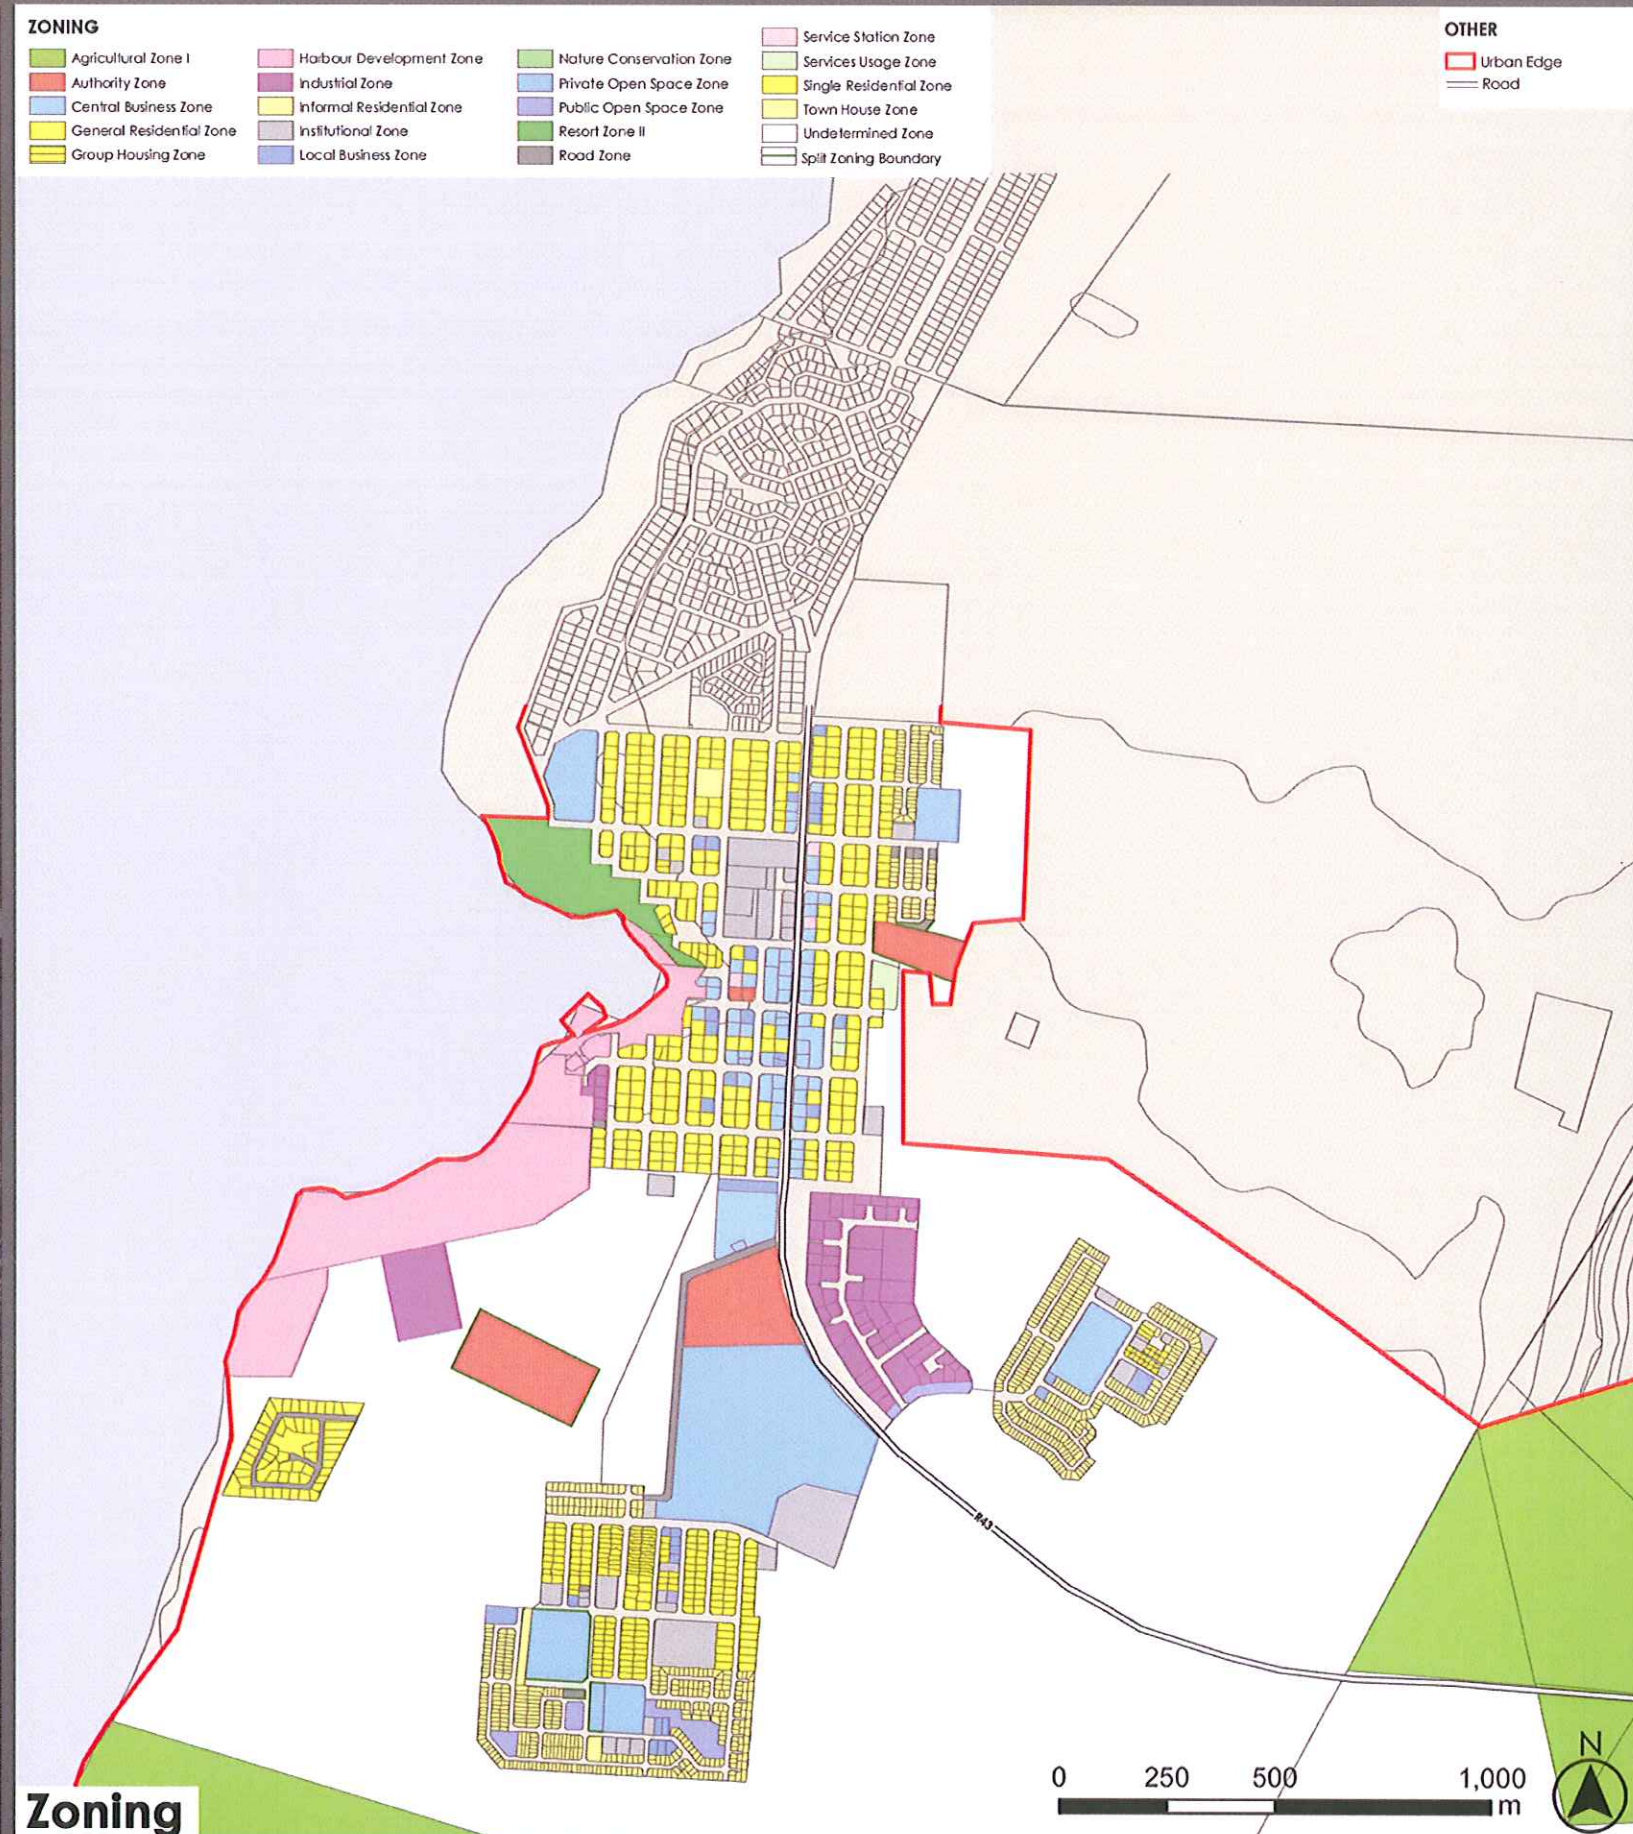 ZONING
Agricultural Zone I
Authority Zone
Central Business Zone
General Residential Zone
Group Housing Zone
Harbour Development Zone
Industrial Zone
Informal Residential Zone
Institutional Zone
Local Business Zone
Nature Conservation Zone
Private Open Space Zone
Public Open Space Zone
Resort Zone II
Road Zone
Service Station Zone
Services Usage Zone
Single Residential Zone
Town House Zone
Undetermined Zone
Split Zoning Boundary
OTHER
Urban Edge
Road
R43
N
0 250 500 1,000
m
Zoning